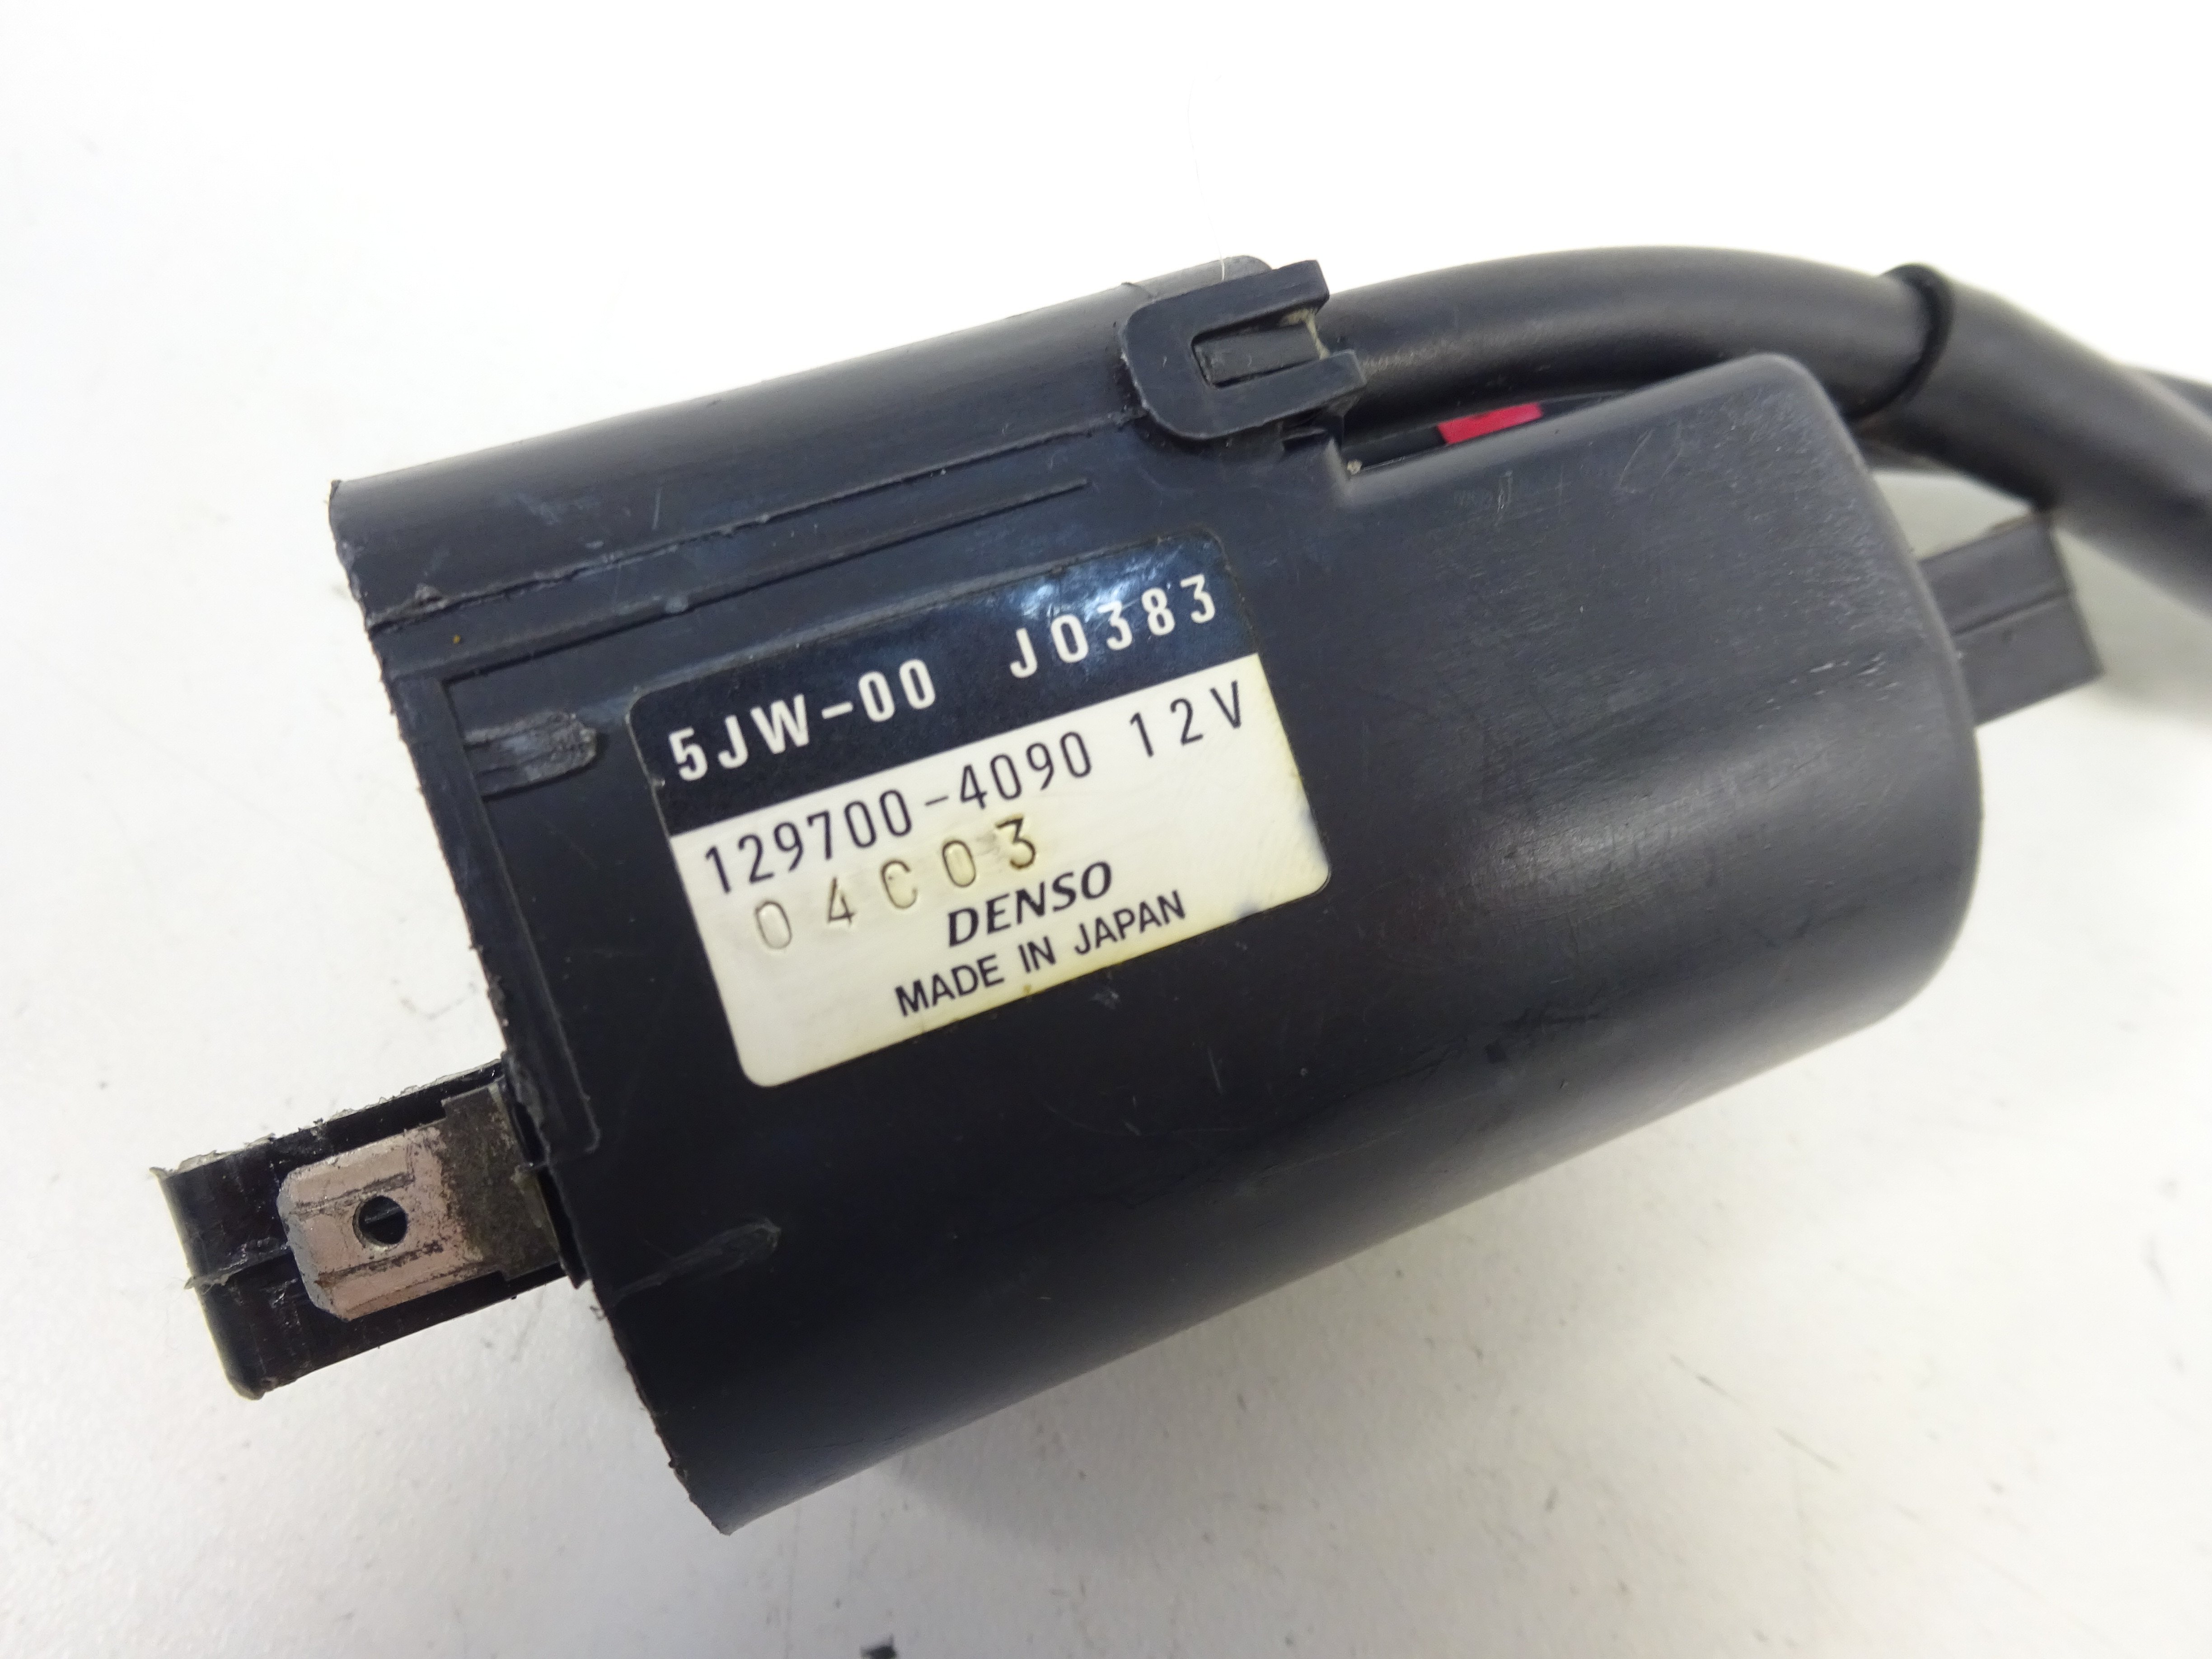 5JW-00 J0383
129700-4090 12V
04C03
DENSO
MADE IN JAPAN